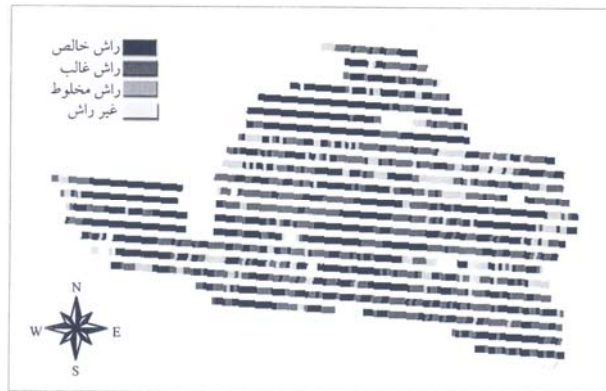 راش خالص
راش غالب
راش مخلوط
غیر راش
N
W E
S